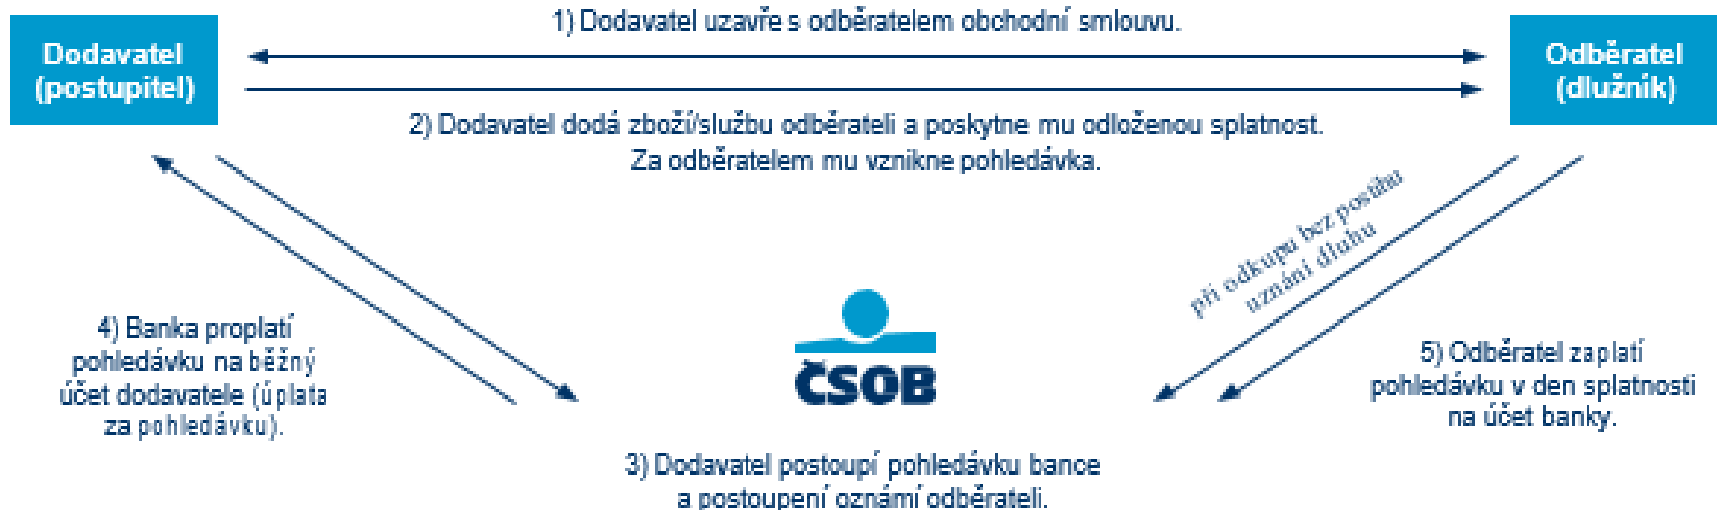 1) Dodavatel uzavře s odběratelem obchodní smlouvu.
Dodavatel
(postupitel)
Odběratel
(dlužník)
2) Dodavatel dodá zboží/službu odběrateli a poskytne mu odloženou splatnost.
Za odběratelem mu vznikne pohledávka.
při odkupu bez postihu
uznání dluhu
4) Banka proplatí
pohledávku na běžný
účet dodavatele (úplata
za pohledávku).
ČSOB
5) Odběratel zaplatí
pohledávku v den splatnosti
na účet banky.
3) Dodavatel postoupí pohledávku bance
a postoupení oznámí odběrateli.